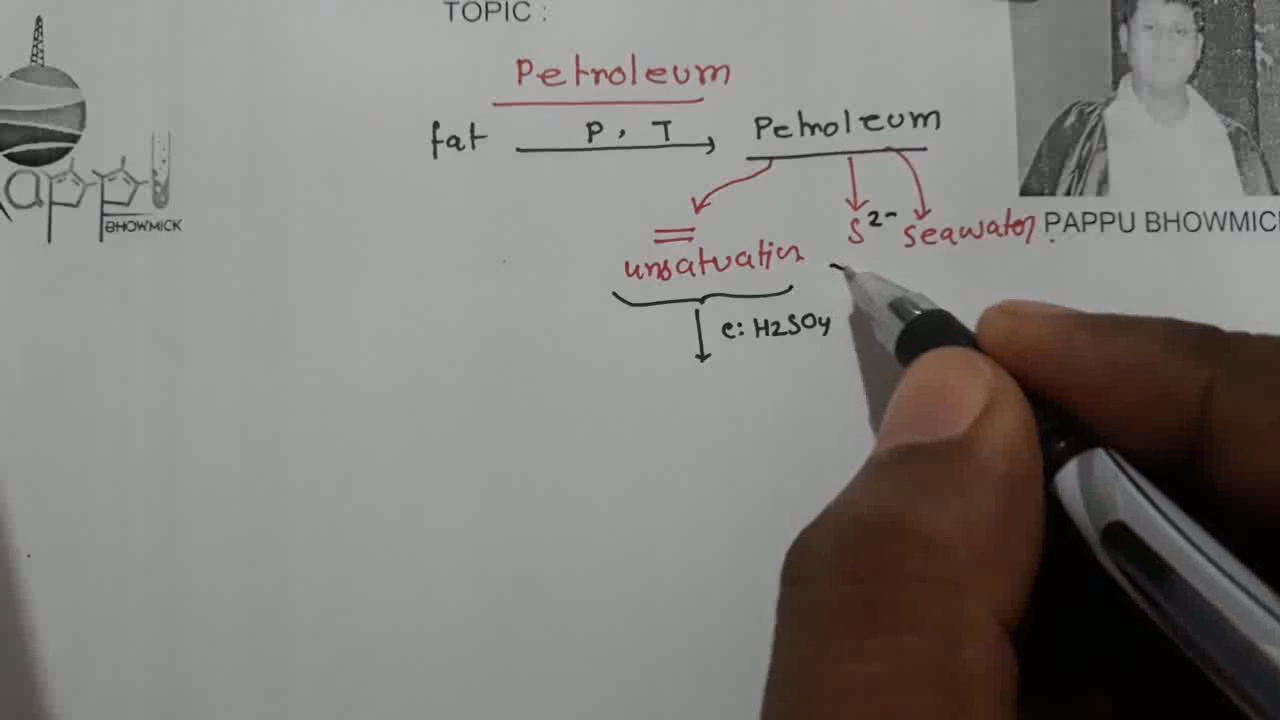 TOPIC :
Petroleum
fat P, T Petroleum
S²⁻ seawater
unsatuation
c: H2SO4
PAPPU BHOWMICK
BHOWMICK